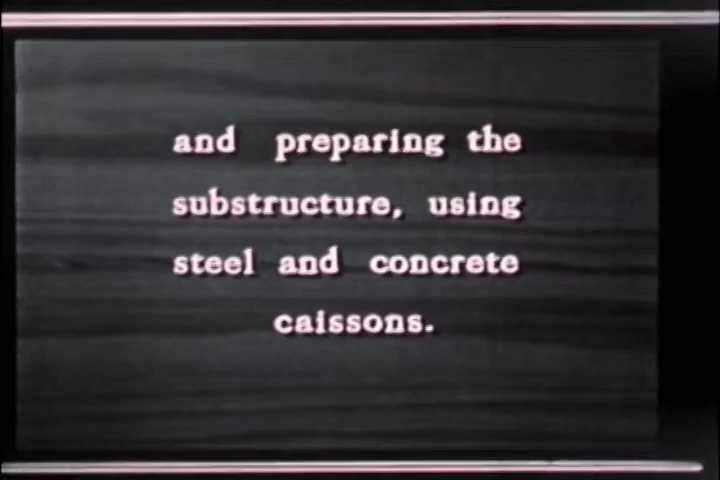 and preparing the
substructure, using
steel and concrete
caissons.